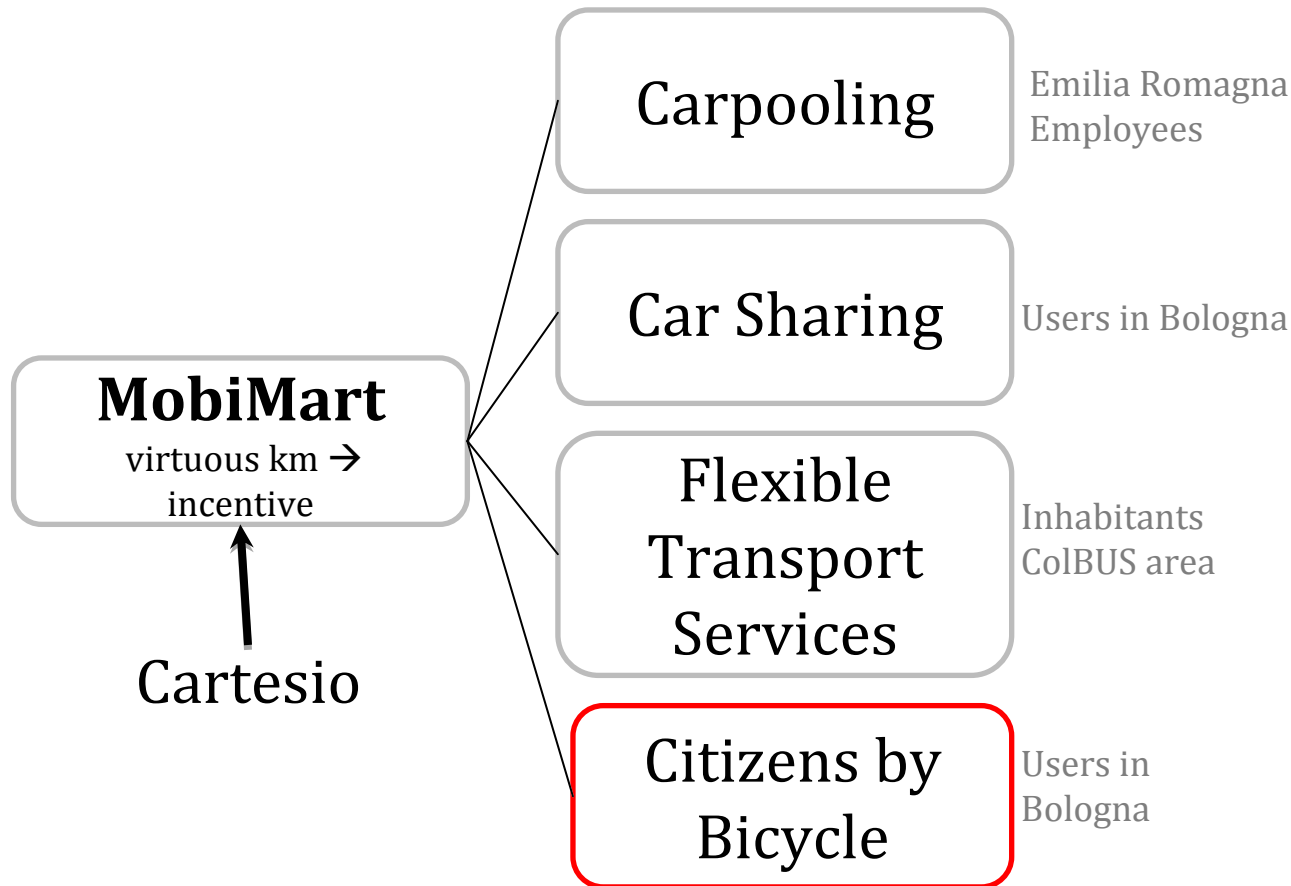 Carpooling
Emilia Romagna
Employees
Car Sharing
Users in Bologna
MobiMart
virtuous km →
incentive
Flexible
Transport
Services
Inhabitants
ColBUS area
Cartesio
Citizens by
Bicycle
Users in
Bologna